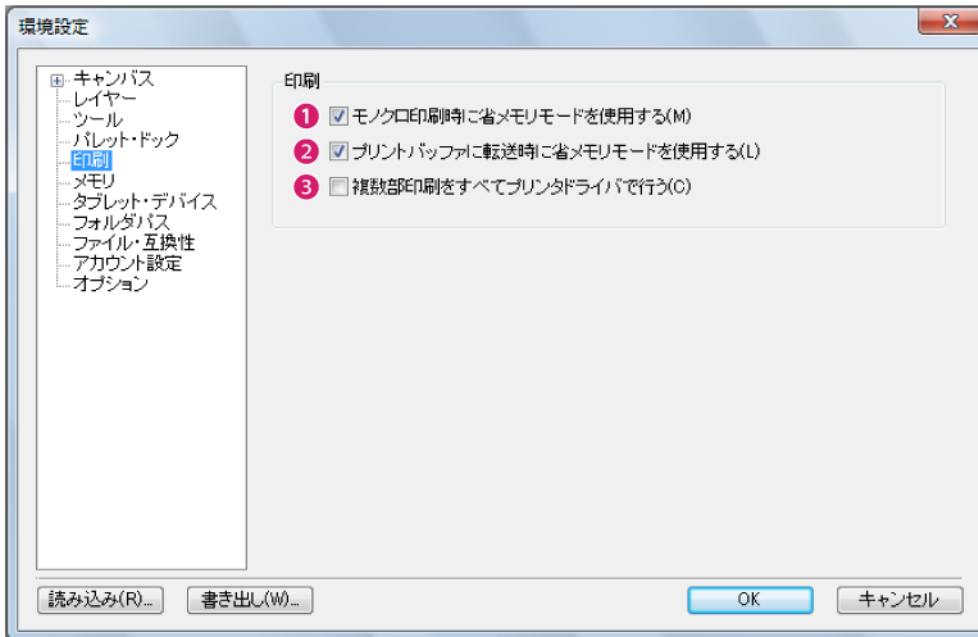 環境設定
キャンバス
レイヤー
ツール
パレット・ドック
印刷
メモリ
タブレット・デバイス
フォルダパス
ファイル・互換性
アカウント設定
オプション
印刷
1 モノクロ印刷時に省メモリモードを使用する(M)
2 プリントバッファに転送時に省メモリモードを使用する(L)
3 複数部印刷をすべてプリンタドライバで行う(C)
読み込み(R)...
書き出し(W)...
OK
キャンセル